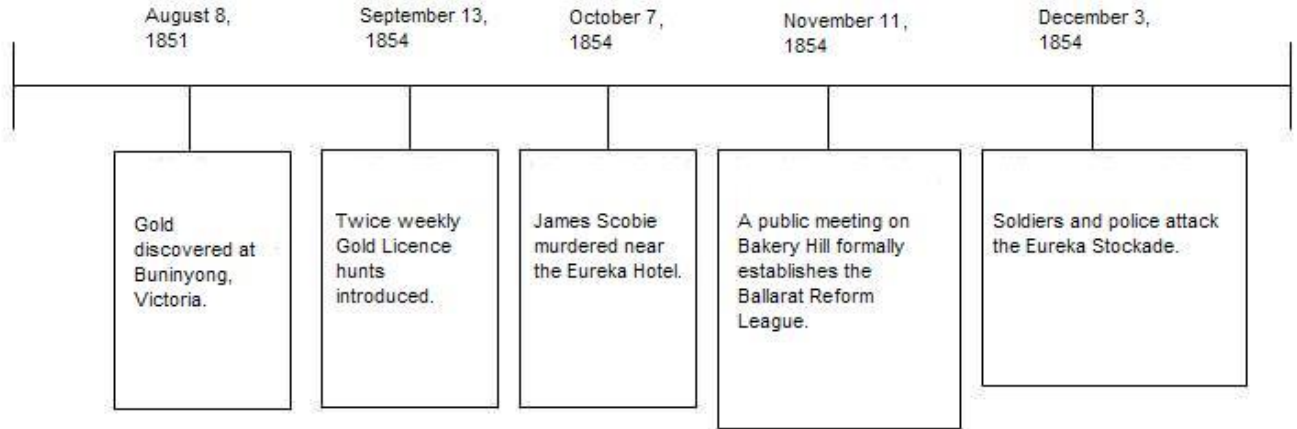 August 8,
1851
September 13,
1854
October 7,
1854
November 11,
1854
December 3,
1854
Gold
discovered at
Buninyong,
Victoria.
Twice weekly
Gold Licence
hunts
introduced.
James Scobie
murdered near
the Eureka Hotel.
A public meeting on
Bakery Hill formally
establishes the
Ballarat Reform
League.
Soldiers and police attack
the Eureka Stockade.